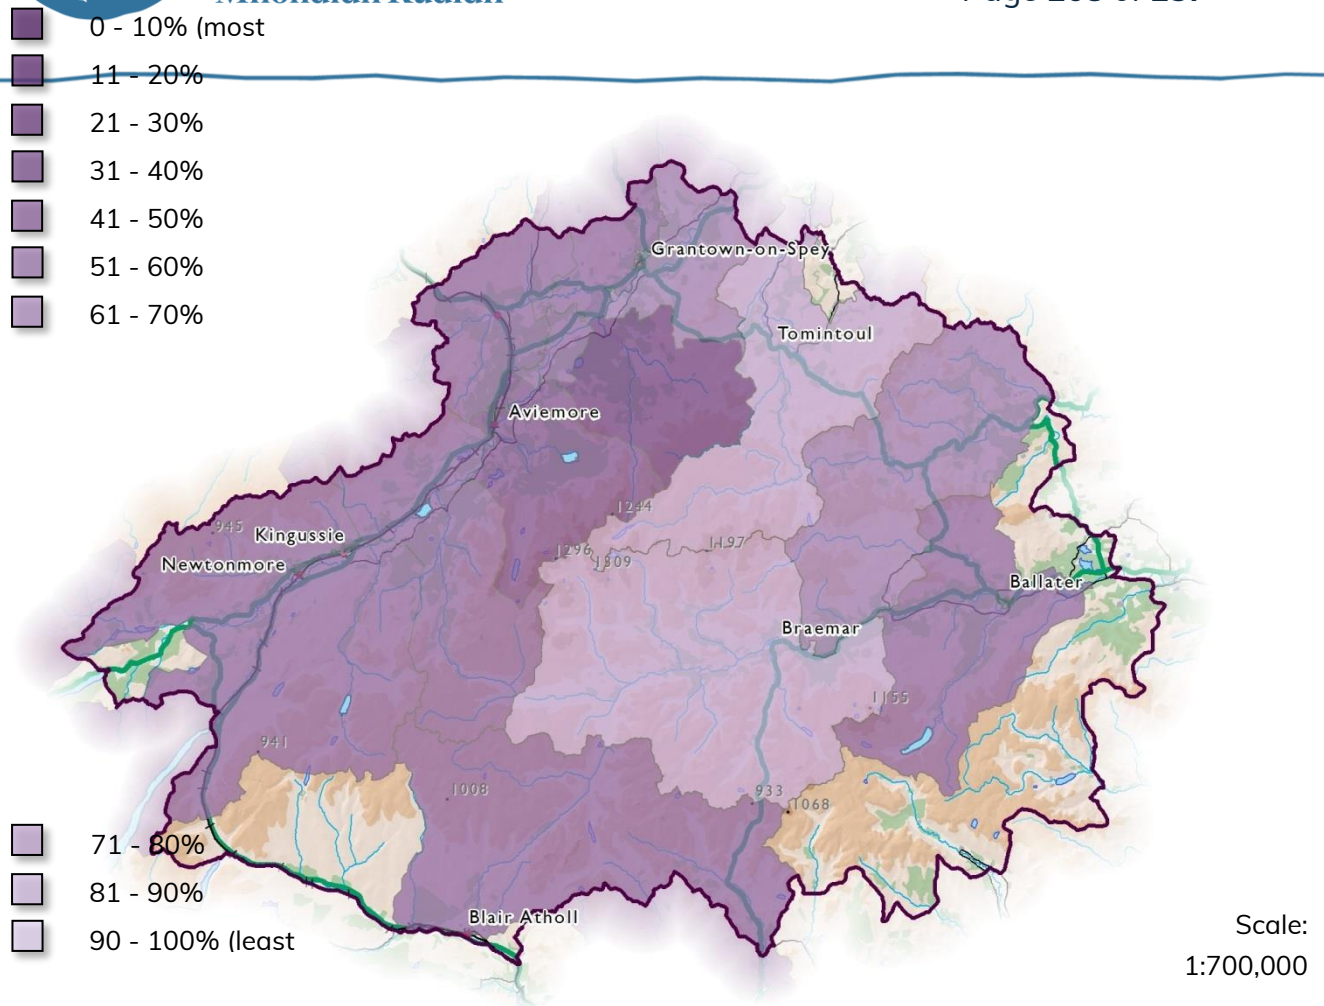 0 - 10% (most
11 - 20%
21 - 30%
31 - 40%
41 - 50%
51 - 60%
61 - 70%
Grantown-on-Spey
Tomintoul
Aviemore
1244
945
Kingussie
1197
1296
1309
Newtonmore
Ballater
Braemar
1155
941
1008
933
1068
71 - 80%
81 - 90%
Blair Atholl
90 - 100% (least
Scale:
1:700,000